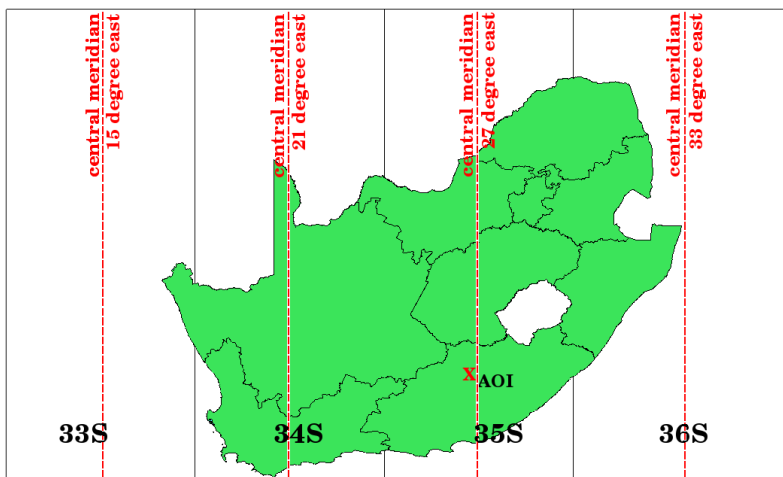 central meridian
15 degree east
central meridian
21 degree east
central meridian
27 degree east
central meridian
33 degree east
x
AOI
33S
34S
35S
36S